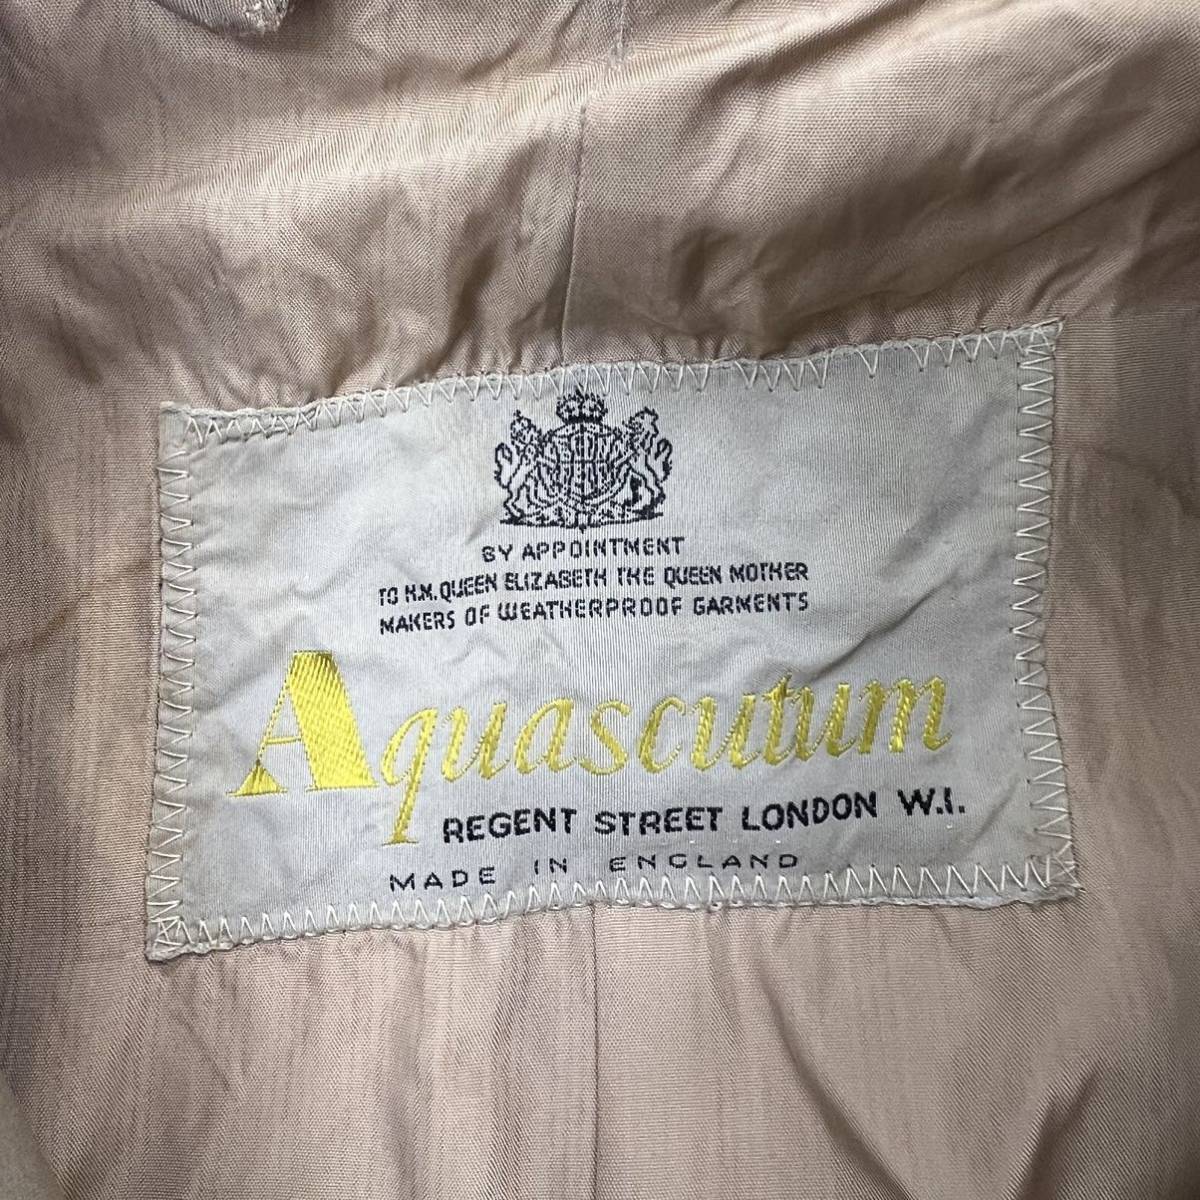 BY APPOINTMENT
TO H.M. QUEEN ELIZABETH THE QUEEN MOTHER
MAKERS OF WEATHERPROOF GARMENTS
Aquascutum
REGENT STREET LONDON W.I.
MADE IN ENGLAND